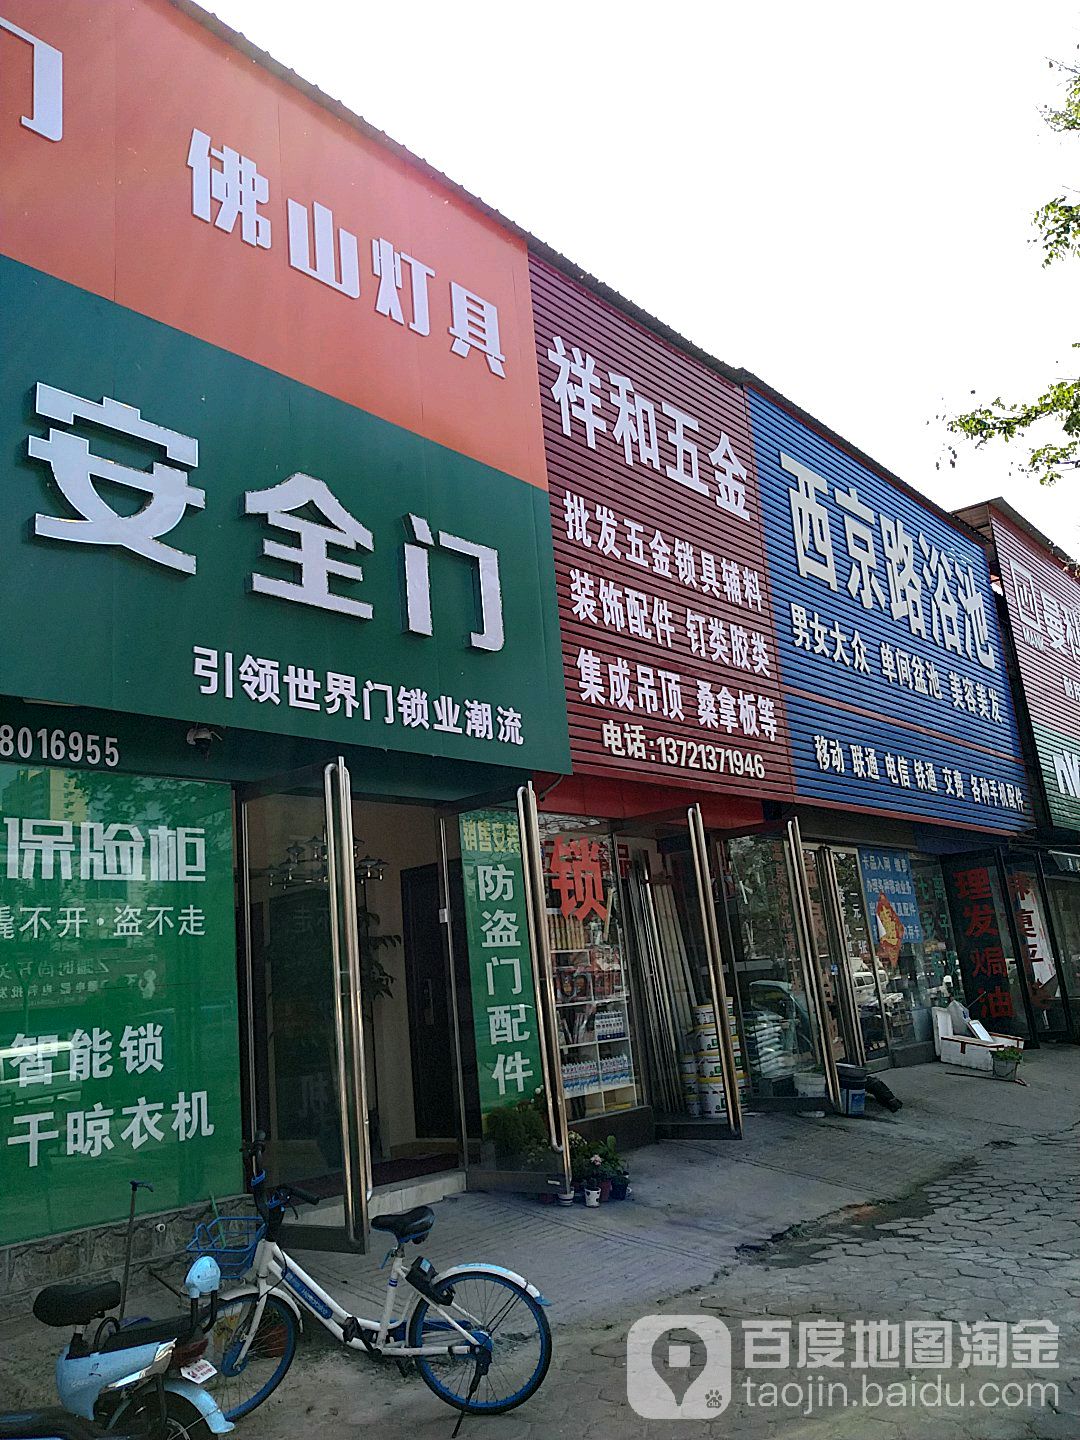 门
佛山灯具
安全门
引领世界门锁业潮流
8016955
保险柜
撬不开·盗不走
智能锁
干晾衣机
销售安装
防盗门配件
祥和五金
批发五金锁具辅料
装饰配件 钉类胶类
集成吊顶 桑拿板等
电话:13721371946
锁
西京路浴池
男女大众 单间盆池 美容美发
移动 联通 电信 铁通 交费 各种手机配件
卡品入网
理发焗油
百度地图淘金
taojin.baidu.com